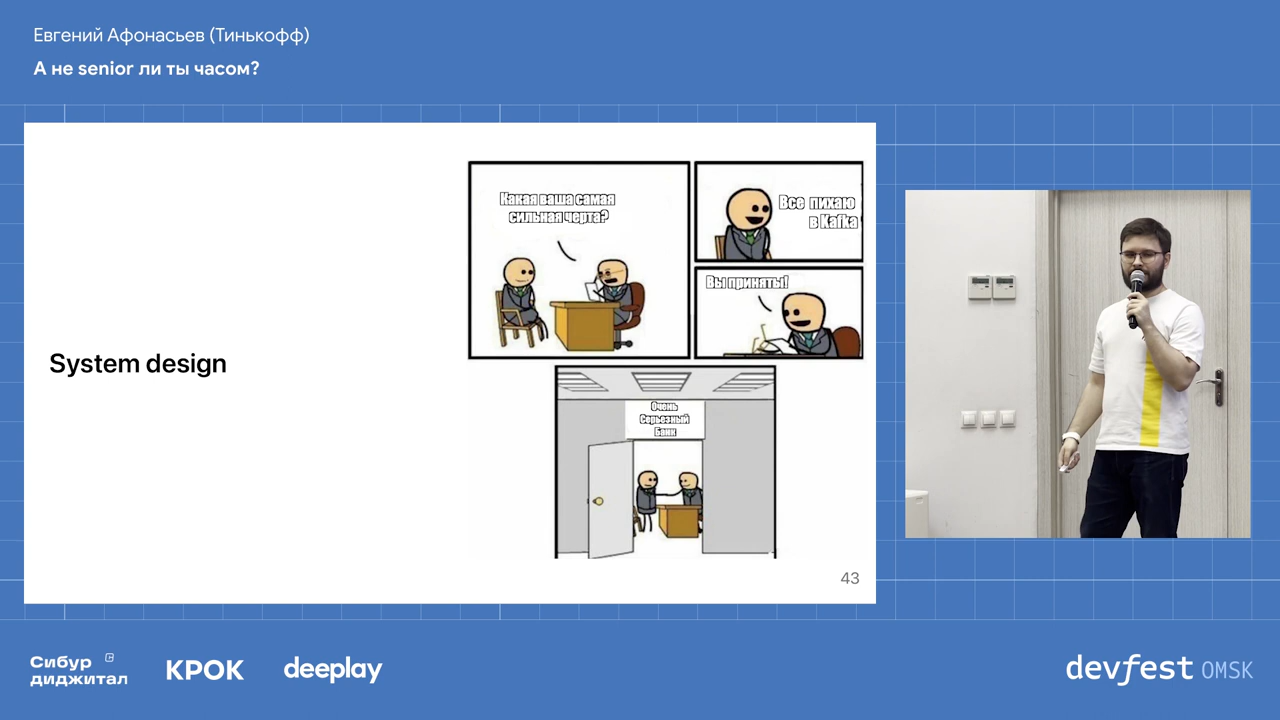 Евгений Афонасьев (Тинькофф)
А не senior ли ты часом?
System design
Какая ваша самая
сильная черта?
Все пихаю
в Kafka
Вы приняты!
Очень
Серьезный
Банк
43
Сибур
диджитал
КРОК
deeplay
devfest OMSK